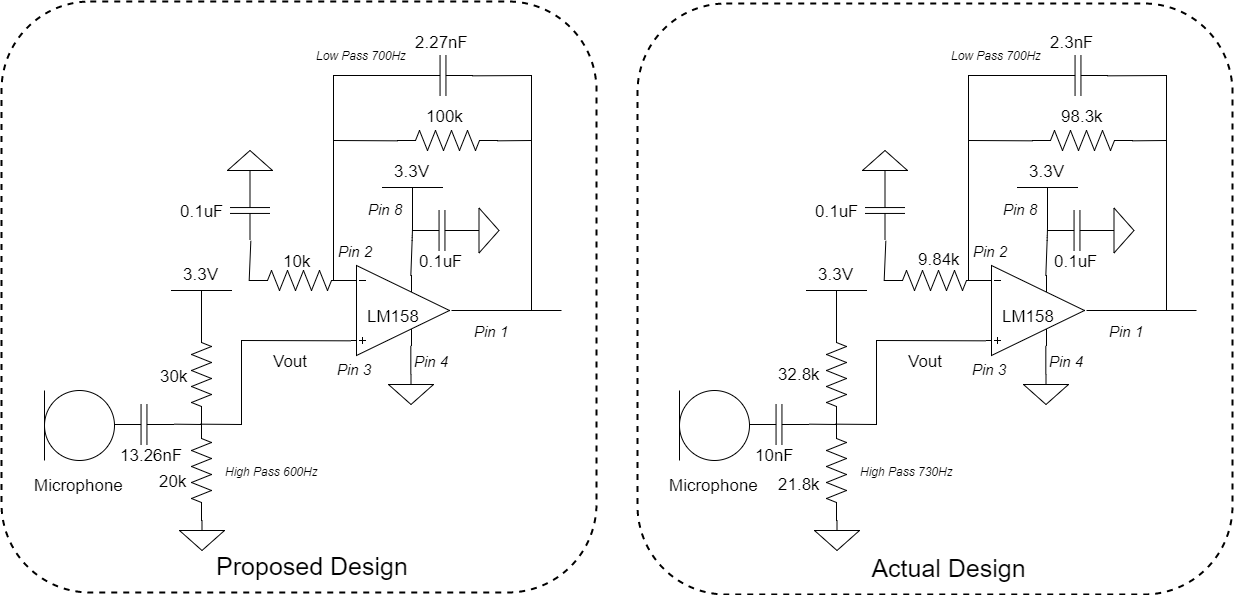 2.27nF
Low Pass 700Hz
100k
3.3V
Pin 8
0.1uF
0.1uF
Pin 2
10k
3.3V
−
LM158
+
Pin 1
Vout
Pin 3
Pin 4
30k
13.26nF
High Pass 600Hz
20k
Microphone
Proposed Design
2.3nF
Low Pass 700Hz
98.3k
3.3V
Pin 8
0.1uF
0.1uF
Pin 2
9.84k
3.3V
−
LM158
+
Pin 1
Vout
Pin 3
Pin 4
32.8k
10nF
High Pass 730Hz
21.8k
Microphone
Actual Design